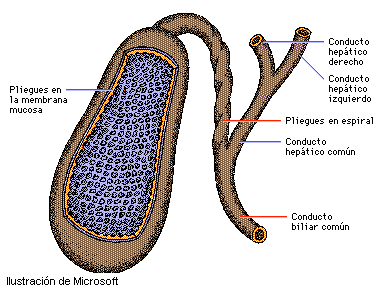 Conducto
hepático
derecho
Conducto
hepático
izquierdo
Pliegues en
la membrana
mucosa
Pliegues en espiral
Conducto
hepático común
Conducto
biliar común
Ilustración de Microsoft